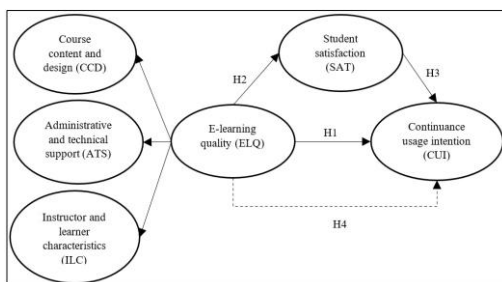 Course
content and
design (CCD)
Student
satisfaction
(SAT)
H2
H3
Administrative
and technical
support (ATS)
E-learning
quality (ELQ)
H1
Continuance
usage intention
(CUI)
H4
Instructor and
learner
characteristics
(ILC)